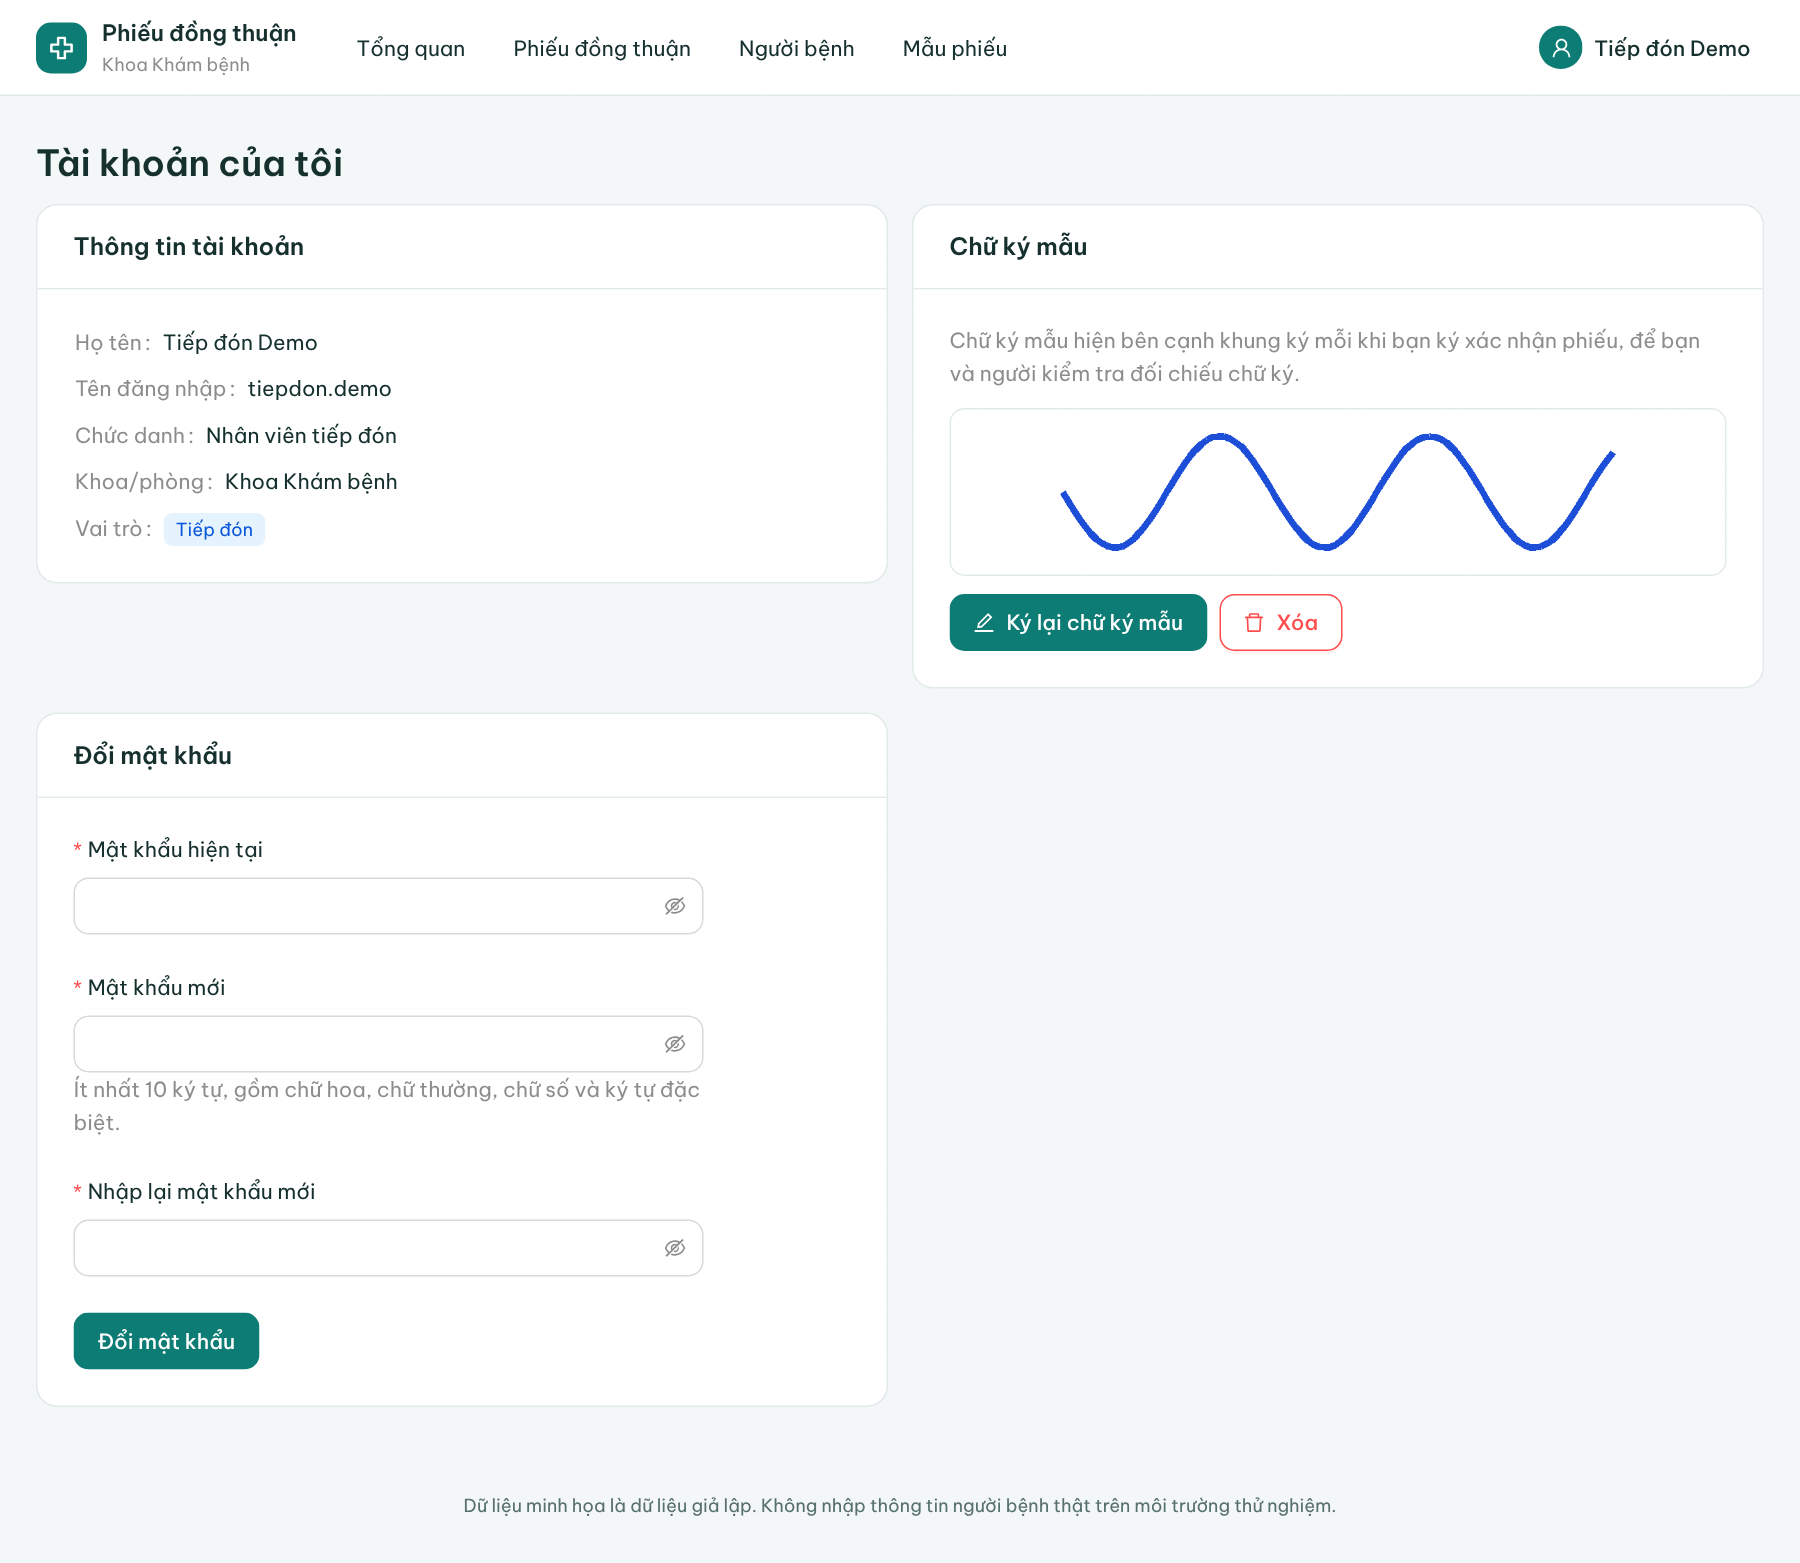 Phiếu đồng thuận
Khoa Khám bệnh
Tổng quan
Phiếu đồng thuận
Người bệnh
Mẫu phiếu
Tiếp đón Demo
Tài khoản của tôi
Thông tin tài khoản
Họ tên: Tiếp đón Demo
Tên đăng nhập: tiepdon.demo
Chức danh: Nhân viên tiếp đón
Khoa/phòng: Khoa Khám bệnh
Vai trò: Tiếp đón
Chữ ký mẫu
Chữ ký mẫu hiện bên cạnh khung ký mỗi khi bạn ký xác nhận phiếu, để bạn
và người kiểm tra đối chiếu chữ ký.
Ký lại chữ ký mẫu
Xóa
Đổi mật khẩu
* Mật khẩu hiện tại
* Mật khẩu mới
Ít nhất 10 ký tự, gồm chữ hoa, chữ thường, chữ số và ký tự đặc
biệt.
* Nhập lại mật khẩu mới
Đổi mật khẩu
Dữ liệu minh họa là dữ liệu giả lập. Không nhập thông tin người bệnh thật trên môi trường thử nghiệm.